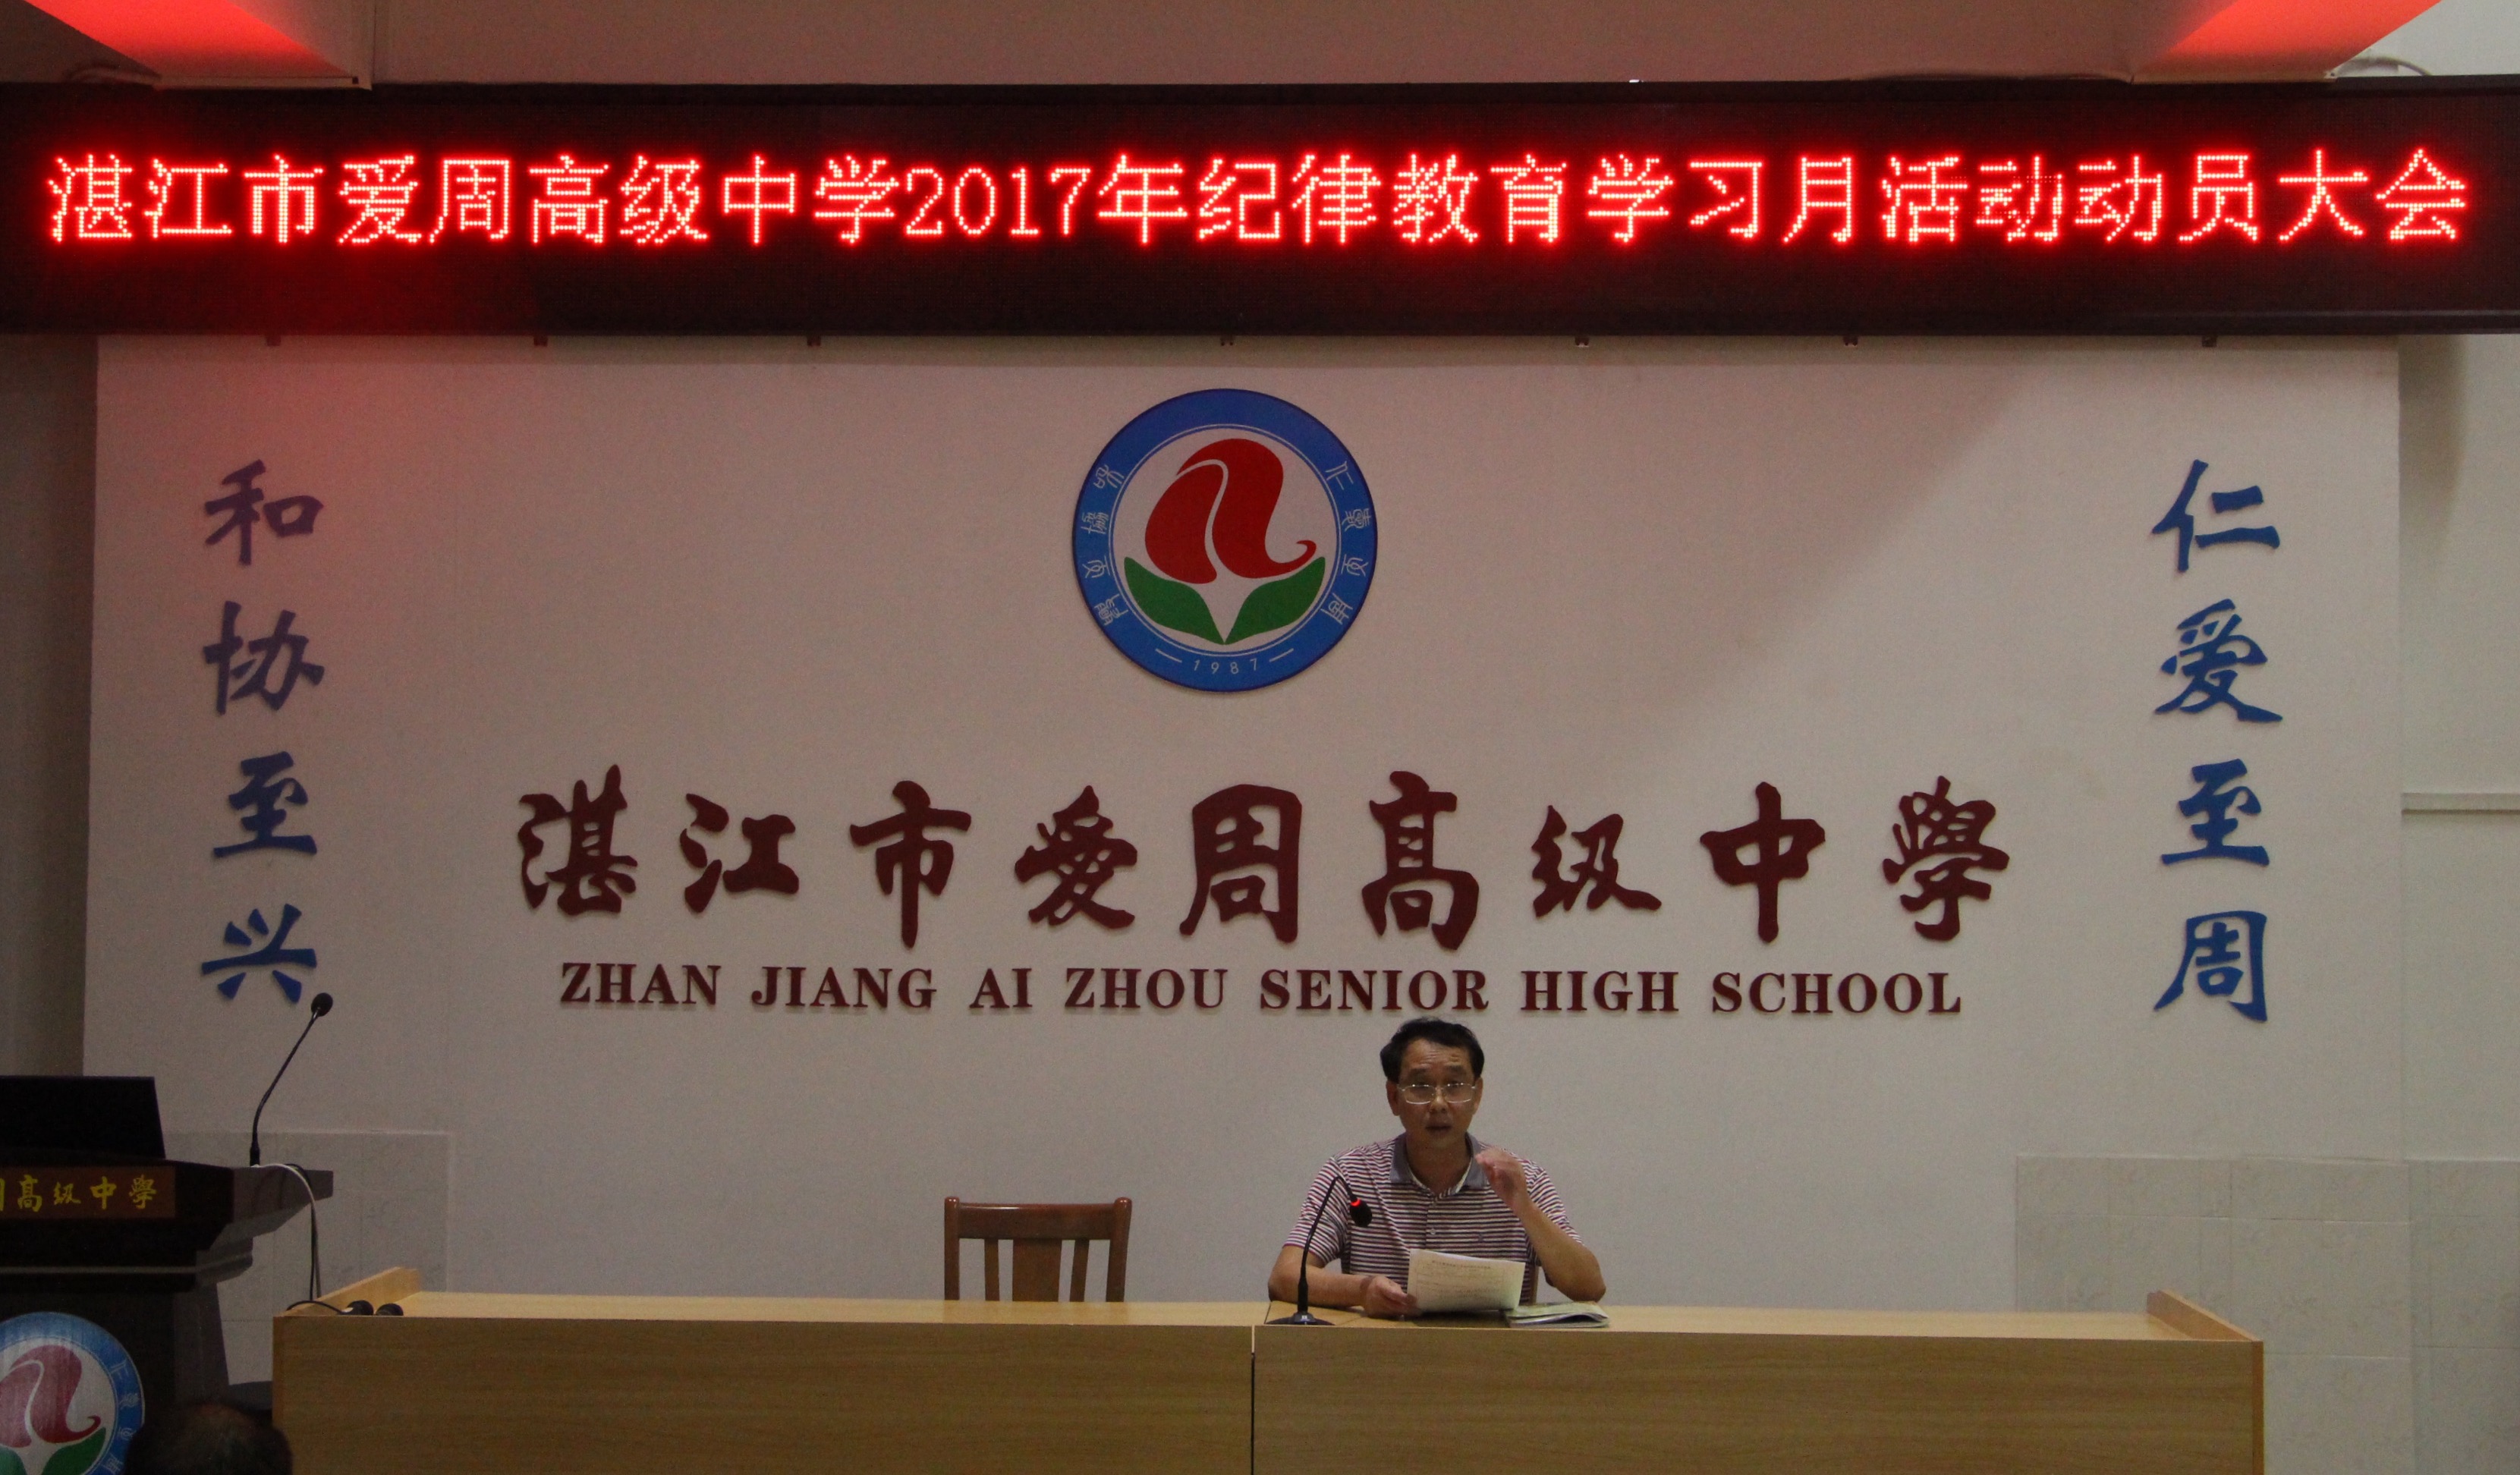 湛江市爱周高级中学2017年纪律教育学习月活动动员大会
和协至兴
仁爱至周
1987
湛江市愛周高级中學
ZHAN JIANG AI ZHOU SENIOR HIGH SCHOOL
高级中學